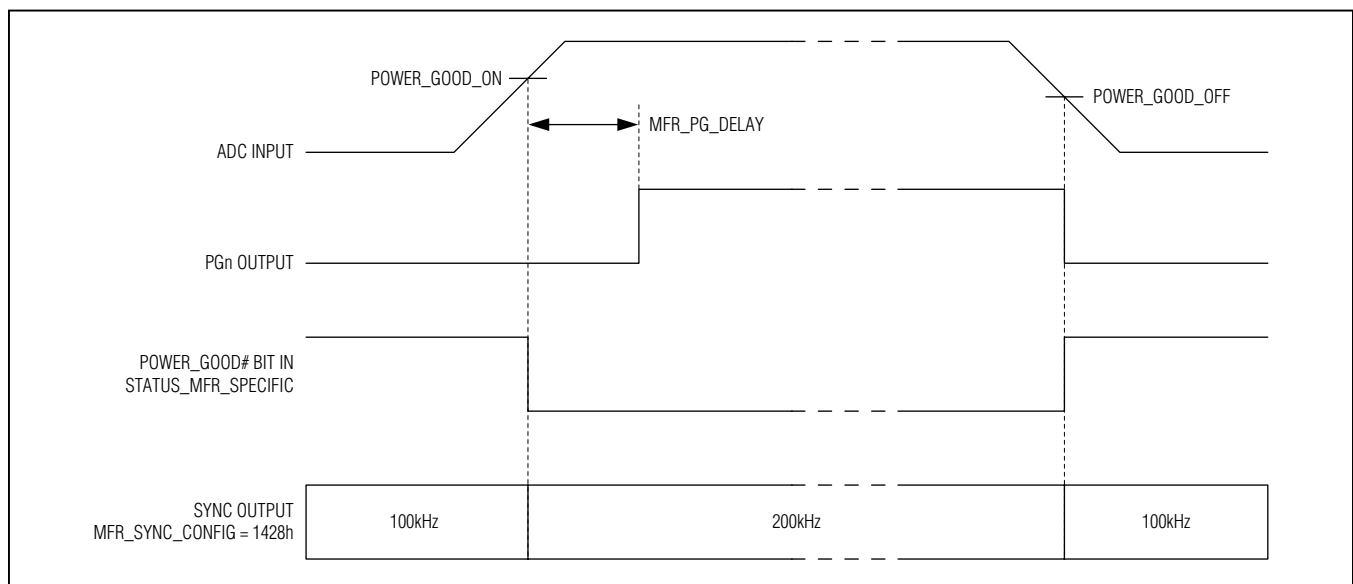 POWER_GOOD_ON
POWER_GOOD_OFF
MFR_PG_DELAY
ADC INPUT
PGn OUTPUT
POWER_GOOD# BIT IN
STATUS_MFR_SPECIFIC
SYNC OUTPUT
MFR_SYNC_CONFIG = 1428h
100kHz
200kHz
100kHz